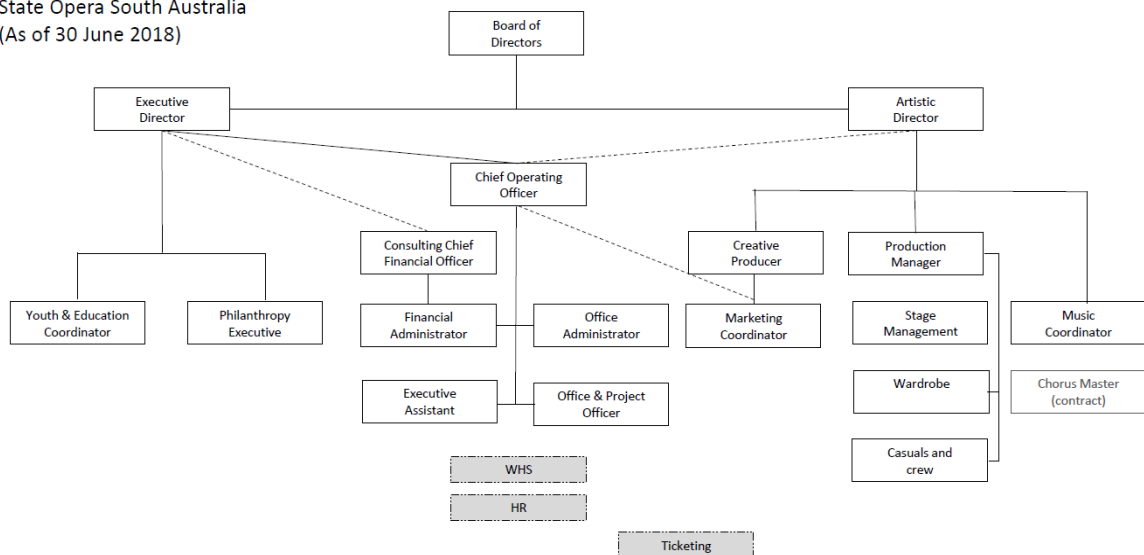 State Opera South Australia
(As of 30 June 2018)
Board of
Directors
Executive
Director
Artistic
Director
Chief Operating
Officer
Consulting Chief
Financial Officer
Creative
Producer
Production
Manager
Youth & Education
Coordinator
Philanthropy
Executive
Financial
Administrator
Office
Administrator
Marketing
Coordinator
Stage
Management
Music
Coordinator
Executive
Assistant
Office & Project
Officer
Wardrobe
Chorus Master
(contract)
Casuals and
crew
WHS
HR
Ticketing